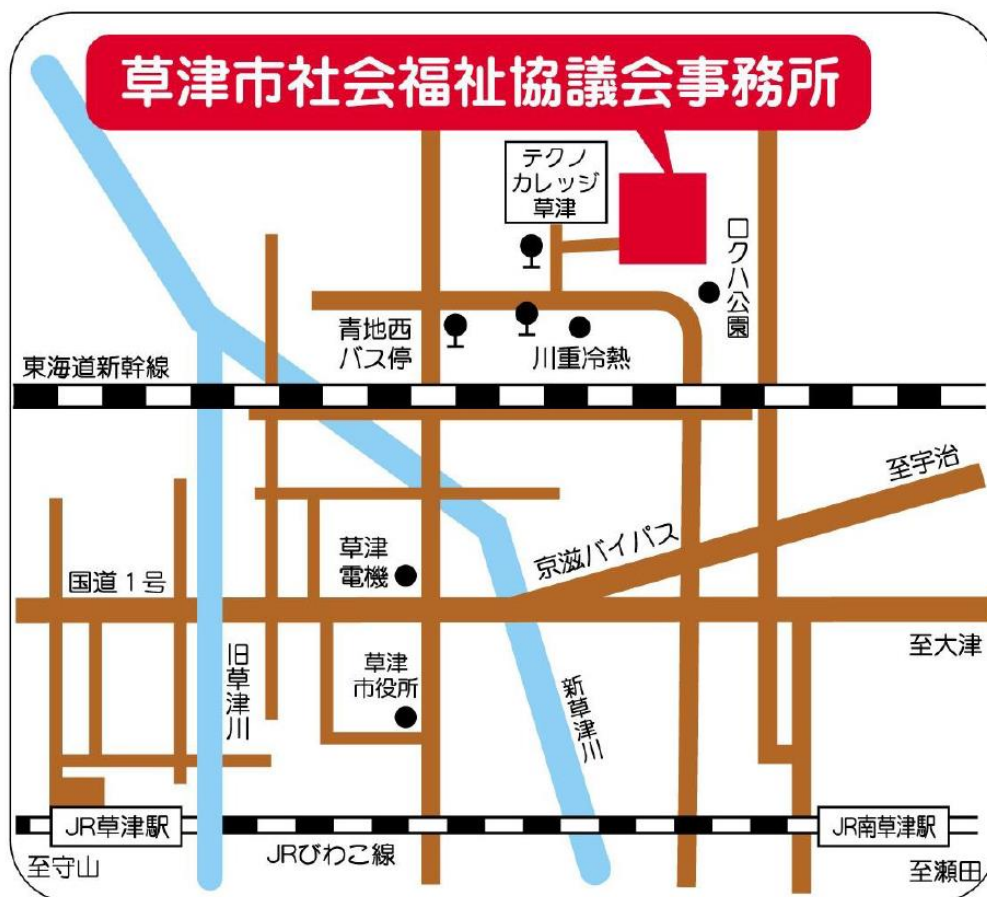 草津市社会福祉協議会事務所
テクノ
カレッジ
草津
ロクハ公園
青地西
バス停
川重冷熱
東海道新幹線
至宇治
京滋バイパス
草津
電機
国道1号
至大津
旧草津川
草津
市役所
新草津川
JR草津駅
JR南草津駅
JRびわこ線
至守山
至瀬田